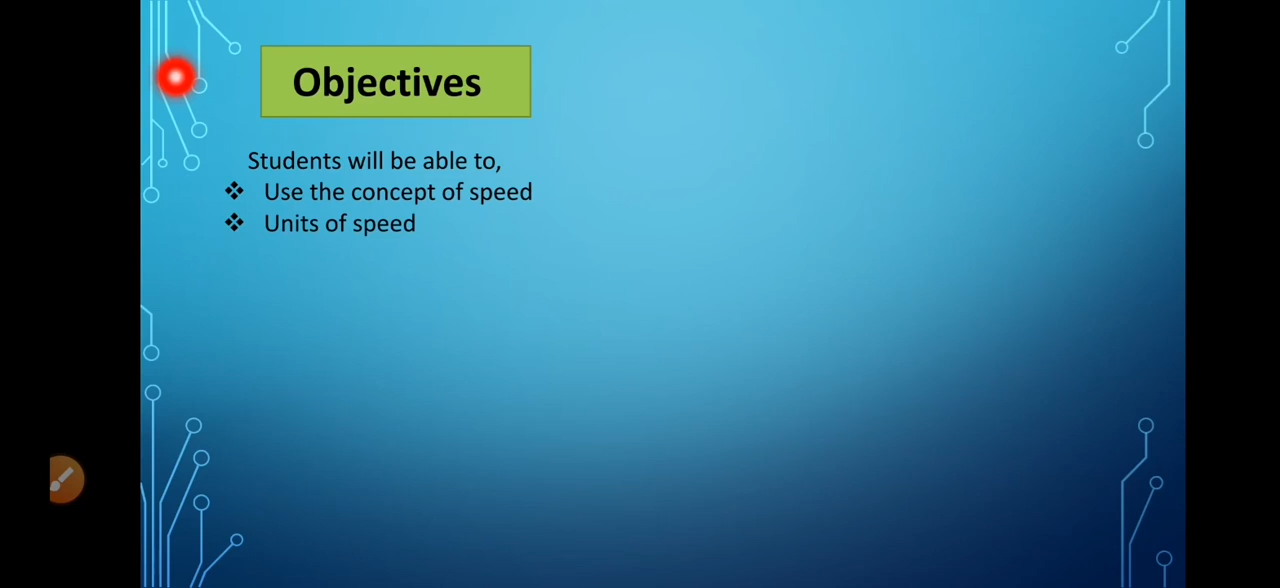 Objectives
Students will be able to,
❖ Use the concept of speed
❖ Units of speed